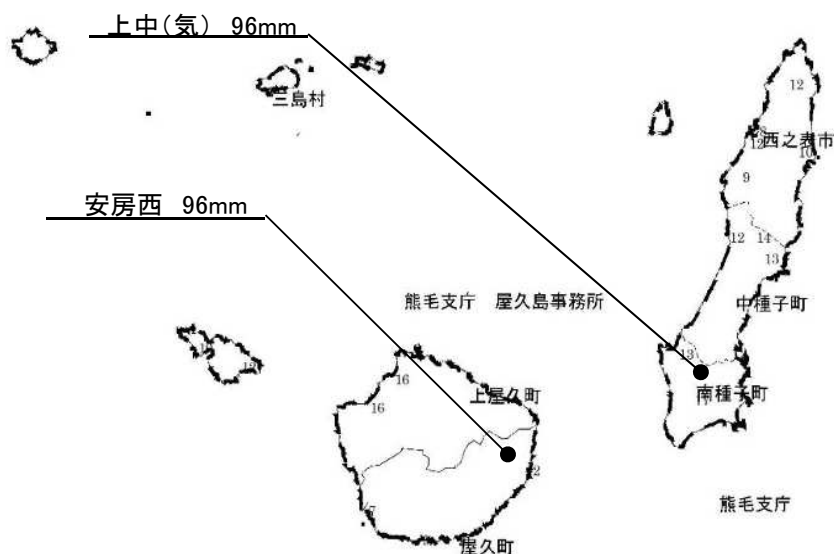 上中(気) 96mm
三島村
12
西之表市
12
10
9
安房西 96mm
12
14
13
熊毛支庁 屋久島事務所
中種子町
13
16
上屋久町
南種子町
16
熊毛支庁
屋久町